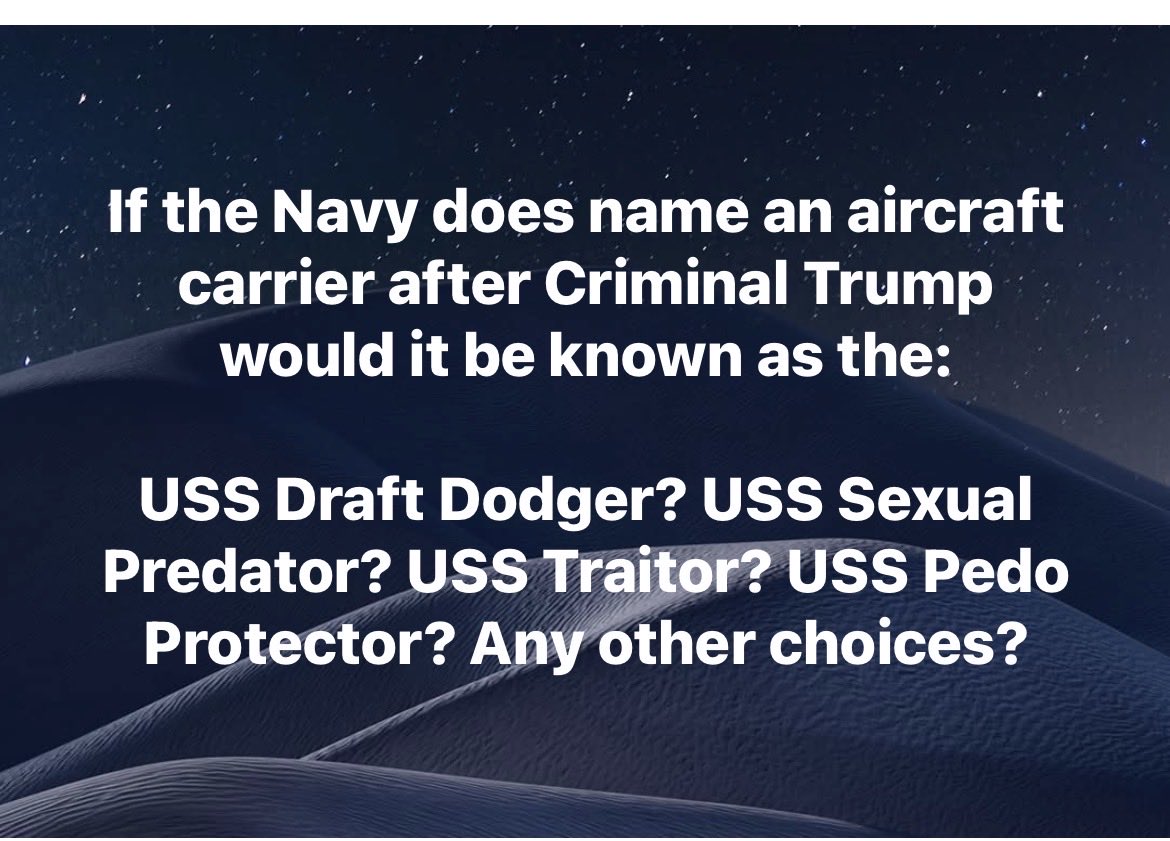 If the Navy does name an aircraft
carrier after Criminal Trump
would it be known as the:
USS Draft Dodger? USS Sexual
Predator? USS Traitor? USS Pedo
Protector? Any other choices?